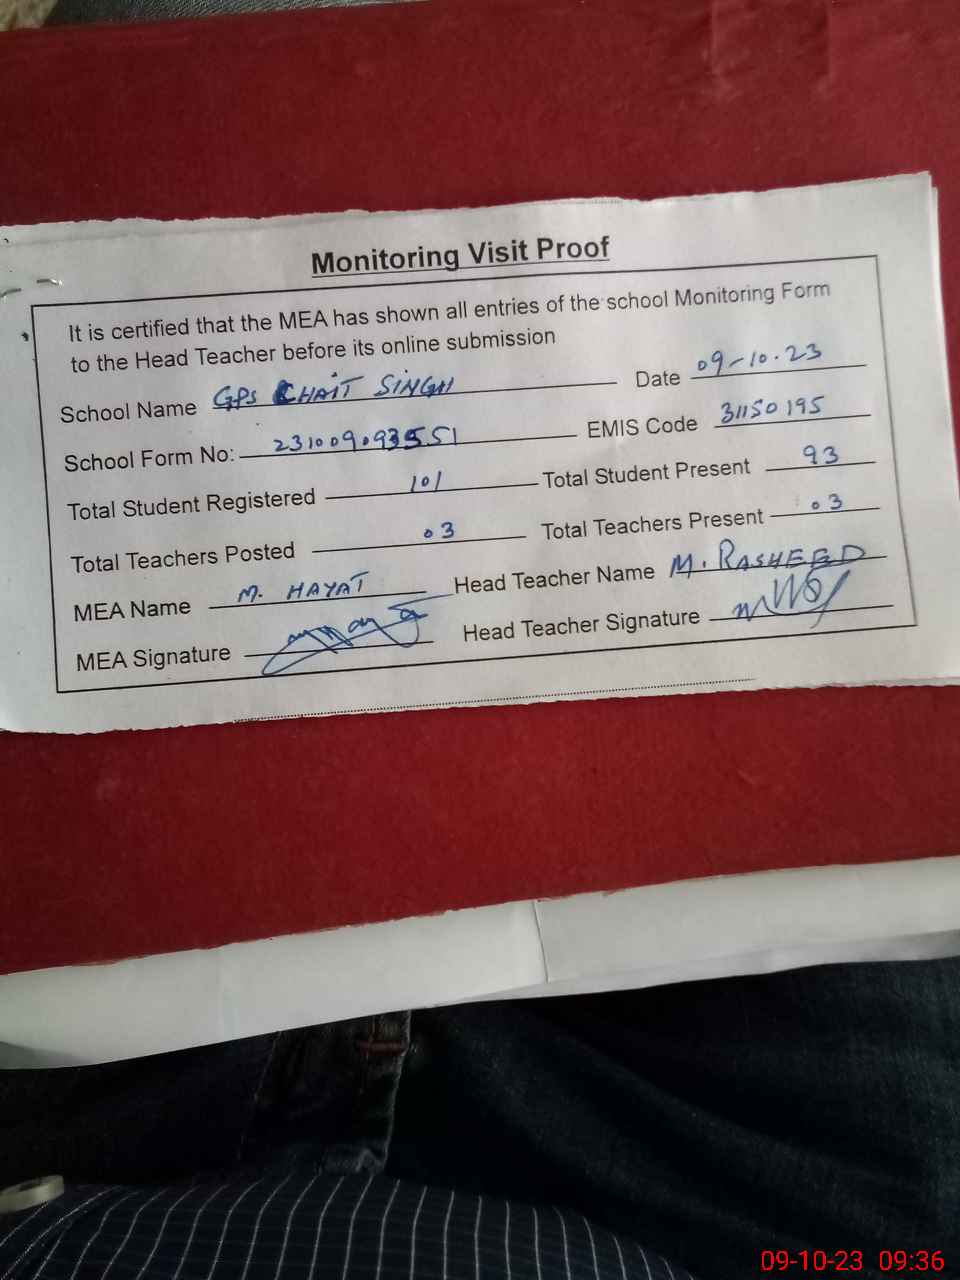 Monitoring Visit Proof
It is certified that the MEA has shown all entries of the school Monitoring Form
to the Head Teacher before its online submission
School Name GPS CHAIT SINGH Date 09-10-23
School Form No: 231009093551 EMIS Code 31150195
Total Student Registered 101 Total Student Present 93
Total Teachers Posted 03 Total Teachers Present 03
MEA Name M. HAYAT Head Teacher Name M. RASHEED
MEA Signature Head Teacher Signature
09-10-23 09:36